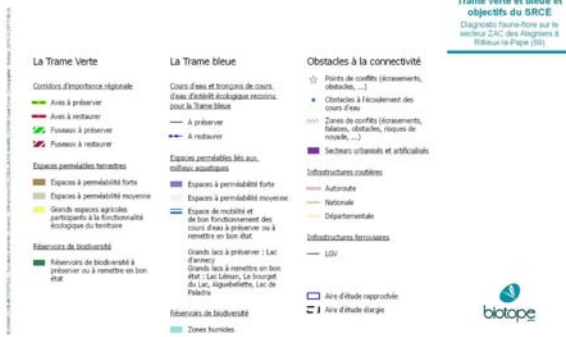 Trame verte et bleue et
objectifs du SRCE
Diagnostic faune-flore sur le
secteur ZAC des Alagniers à
Rillieux-la-Pape (69)
La Trame Verte
Corridors d'importance régionale
Axes à préserver
Axes à restaurer
Fuseaux à préserver
Fuseaux à restaurer
Espaces perméables terrestres
Espaces à perméabilité forte
Espaces à perméabilité moyenne
Grands espaces agricoles
participants à la fonctionnalité
écologique du territoire
Réservoirs de biodiversité
Réservoirs de biodiversité à
préserver ou à remettre en bon
état
La Trame bleue
Cours d'eau et tronçons de cours
d'eau d'intérêt écologique reconnu
pour la Trame bleue
A préserver
A restaurer
Espaces perméables liés aux
milieux aquatiques
Espaces à perméabilité forte
Espaces à perméabilité moyenne
Espace de mobilité et
de bon fonctionnement des
cours d'eau à préserver ou à
remettre en bon état
Grands lacs à préserver : Lac
d'annecy
Grands lacs à remettre en bon
état : Lac Léman, Le bourget
du Lac, Aiguebellette, Lac de
Paladru
Réservoirs de biodiversité
Zones humides
Obstacles à la connectivité
Points de conflits (écrasements,
obstacles, ...)
Obstacles à l'écoulement des
cours d'eau
Zones de conflits (écrasements,
falaises, obstacles, risques de
noyade, ...)
Secteurs urbanisés et artificialisés
Infrastructures routières
Autoroute
Nationale
Départementale
Infrastructures ferroviaires
LGV
Aire d'étude rapprochée
Aire d'étude élargie
biotope